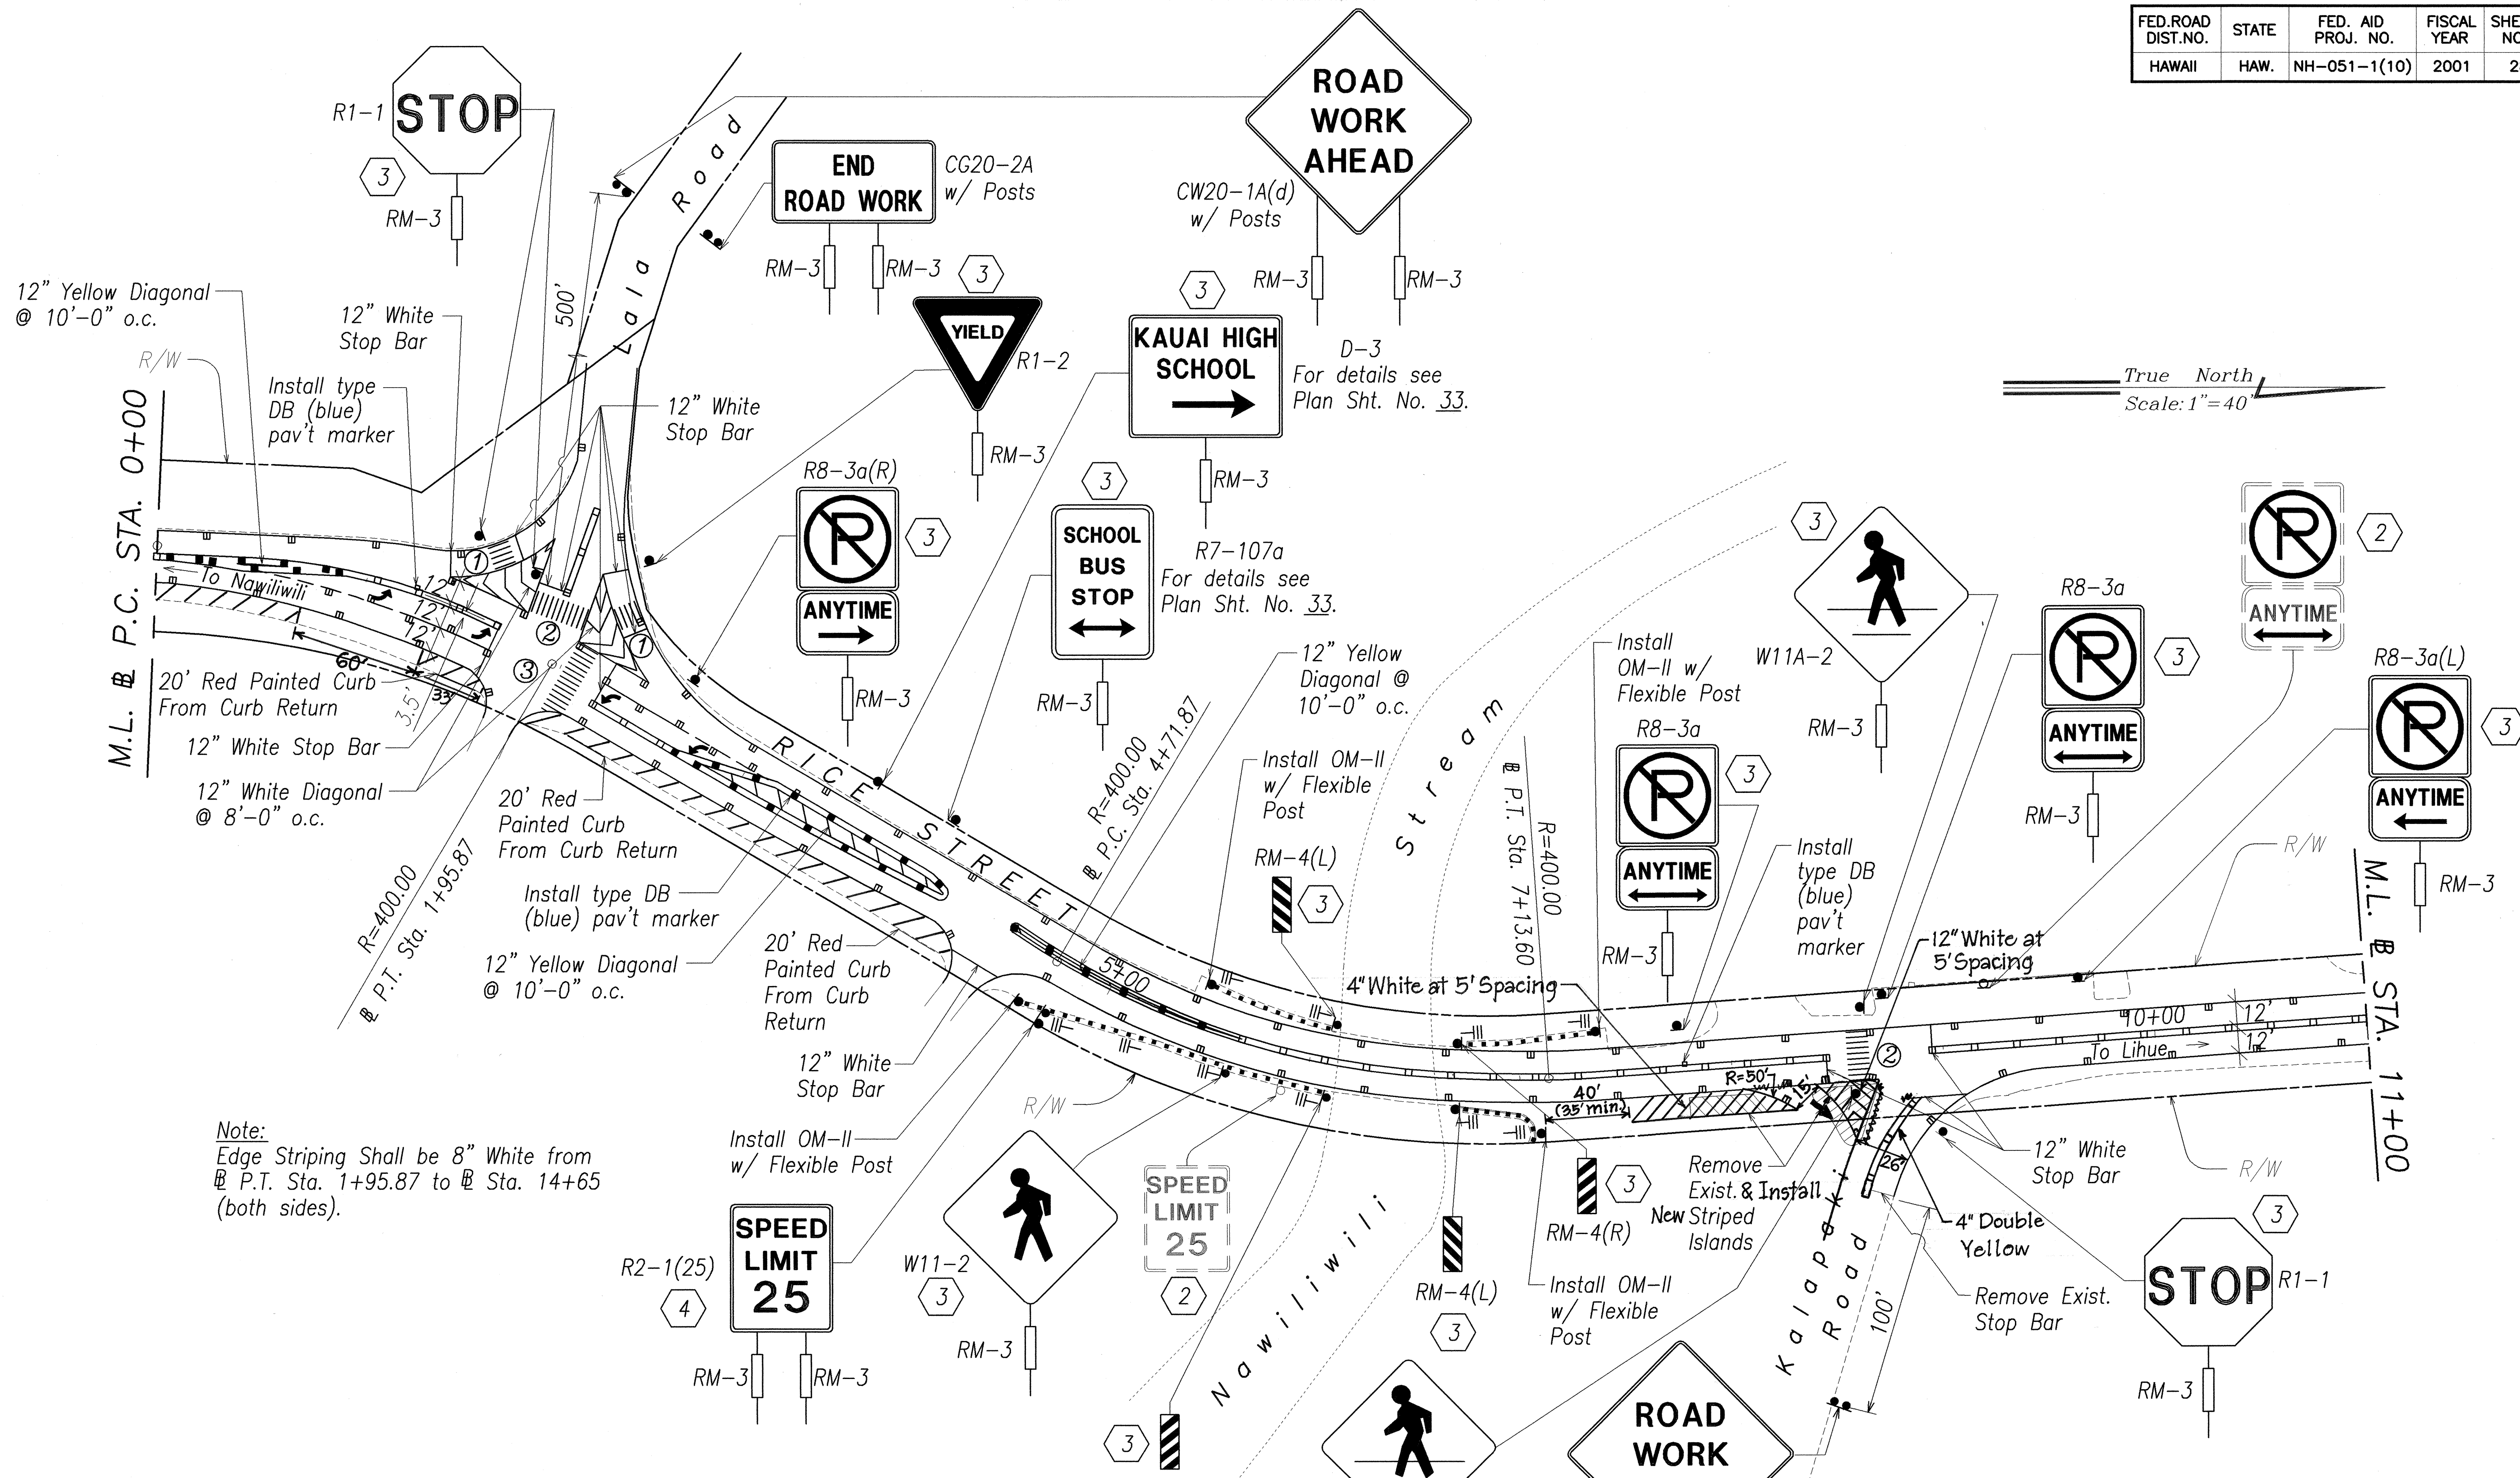 FED.ROAD DIST.NO.
STATE
FED. AID PROJ. NO.
FISCAL YEAR
HAWAII
HAW.
NH-051-1(10)
2001
R1-1
STOP
3
RM-3
END
ROAD WORK
CG20-2A
w/ Posts
RM-3
RM-3
ROAD
WORK
AHEAD
CW20-1A(d)
w/ Posts
RM-3
RM-3
Lala Road
500'
12" Yellow Diagonal
@ 10'-0" o.c.
R/W
12" White
Stop Bar
Install type
DB (blue)
pav't marker
12" White
Stop Bar
3
YIELD
R1-2
RM-3
3
KAUAI HIGH
SCHOOL
D-3
For details see
Plan Sht. No. 33.
RM-3
True North
Scale: 1"=40'
M.L. B P.C. STA. 0+00
To Nawiliwili
12'
12'
12'
60'
33'
3.5'
1
2
3
1
R8-3a(R)
3
P
ANYTIME
RM-3
3
SCHOOL
BUS
STOP
R7-107a
For details see
Plan Sht. No. 33.
RM-3
20' Red Painted Curb
From Curb Return
12" White Stop Bar
12" White Diagonal
@ 8'-0" o.c.
R=400.00
B P.T. Sta. 1+95.87
20' Red
Painted Curb
From Curb Return
Install type DB
(blue) pav't marker
12" Yellow Diagonal
@ 10'-0" o.c.
20' Red
Painted Curb
From Curb
Return
12" White
Stop Bar
RICE STREET
R=400.00
B P.C. Sta. 4+71.87
12" Yellow
Diagonal @
10'-0" o.c.
Install OM-II
w/ Flexible
Post
RM-4(L)
3
5+00
Stream
R=400.00
B P.T. Sta. 7+13.60
Install
OM-II w/
Flexible Post
3
W11A-2
RM-3
R8-3a
3
P
ANYTIME
RM-3
Install
type DB
(blue)
pav't
marker
R8-3a
3
P
ANYTIME
RM-3
P
ANYTIME
2
R8-3a(L)
3
P
ANYTIME
RM-3
R/W
M.L. B STA. 11+00
12" White at
5' Spacing
4" White at 5' Spacing
10+00
12'
12'
To Lihue
2
R=50'
15'
40'
(35' min.)
26'
12" White
Stop Bar
R/W
Note:
Edge Striping Shall be 8" White from
B P.T. Sta. 1+95.87 to B Sta. 14+65
(both sides).
Install OM-II
w/ Flexible Post
R/W
R2-1(25)
4
SPEED
LIMIT
25
RM-3
RM-3
W11-2
3
RM-3
SPEED
LIMIT
25
2
3
Nawiliwili
RM-4(L)
3
RM-4(R)
3
Install OM-II
w/ Flexible
Post
Remove
Exist. & Install
New Striped
Islands
Kalapaki
Road
100'
4" Double
Yellow
Remove Exist.
Stop Bar
3
STOP
R1-1
RM-3
ROAD
WORK